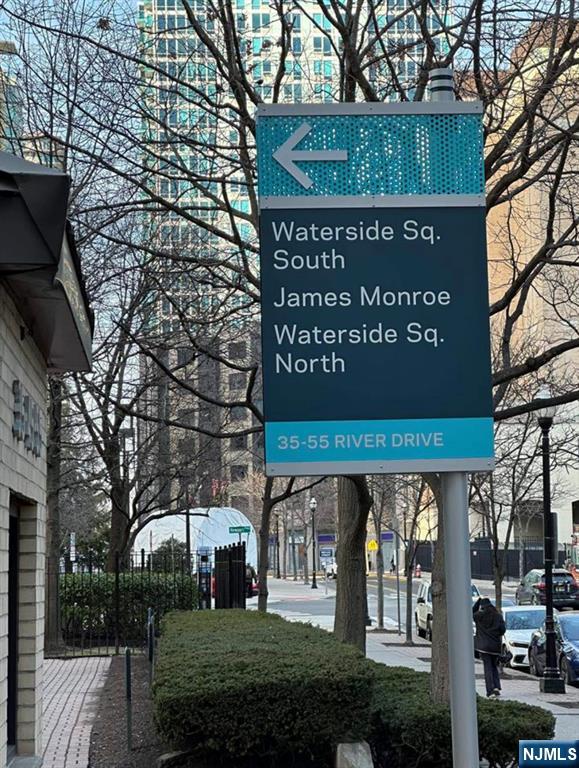 Waterside Sq.
South
James Monroe
Waterside Sq.
North
35-55 RIVER DRIVE
NJMLS